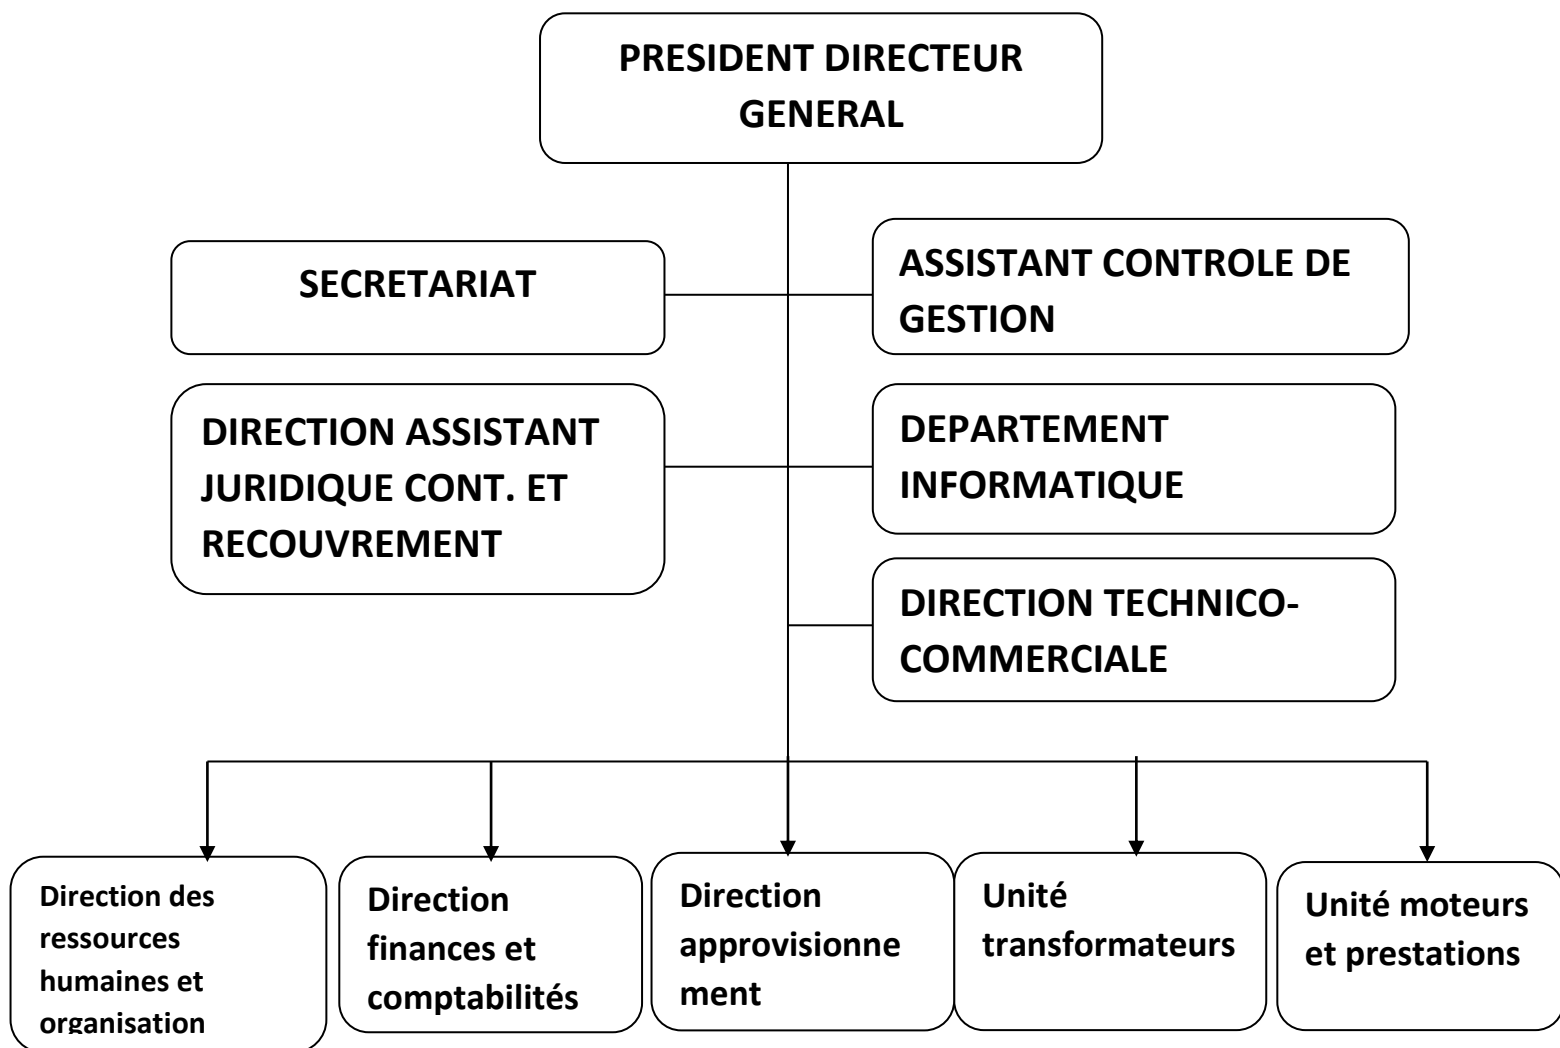 PRESIDENT DIRECTEUR
GENERAL
SECRETARIAT
ASSISTANT CONTROLE DE
GESTION
DIRECTION ASSISTANT
JURIDIQUE CONT. ET
RECOUVREMENT
DEPARTEMENT
INFORMATIQUE
DIRECTION TECHNICO-
COMMERCIALE
Direction des
ressources
humaines et
organisation
Direction
finances et
comptabilités
Direction
approvisionne
ment
Unité
transformateurs
Unité moteurs
et prestations